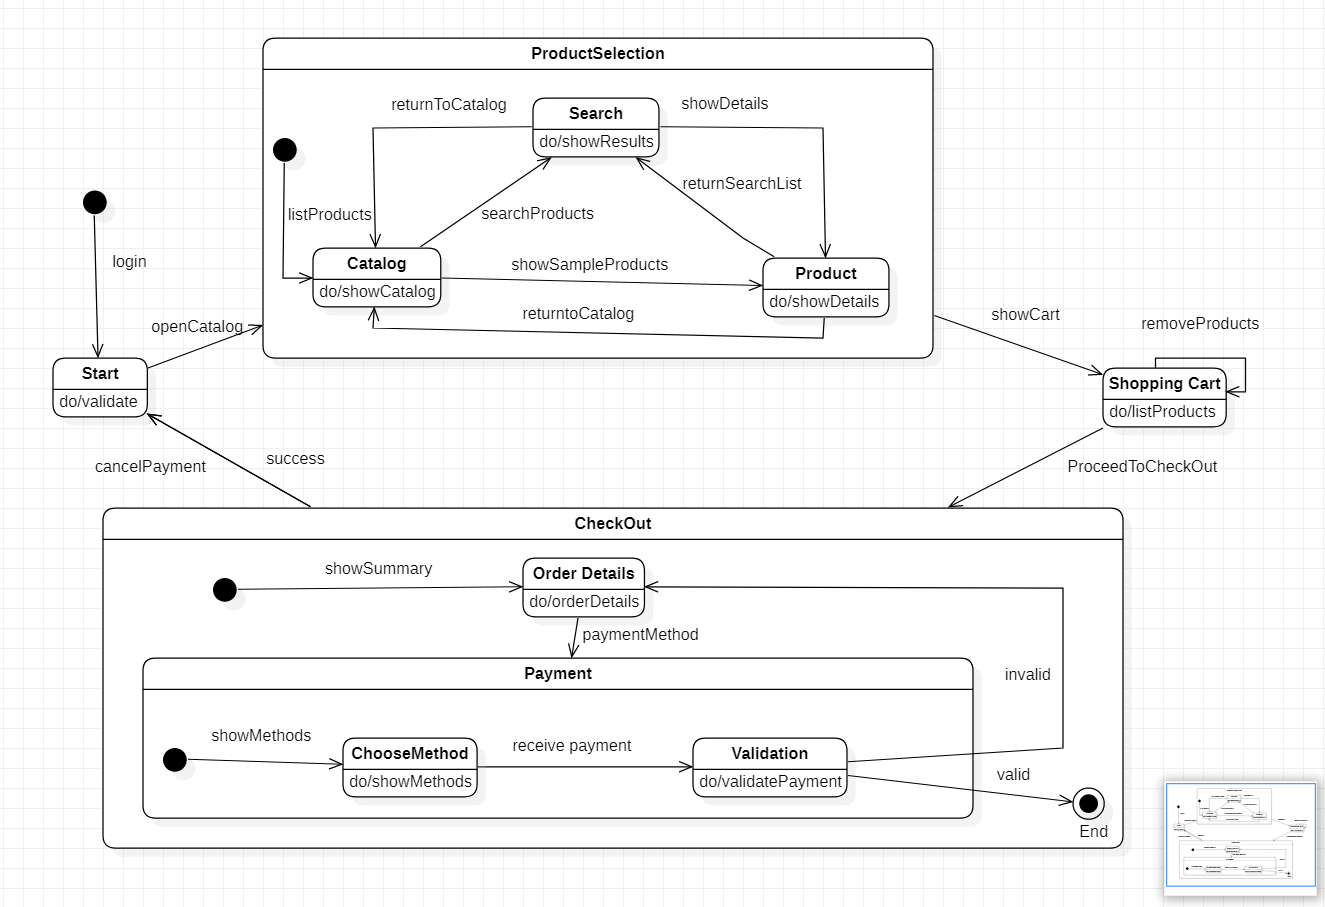 ProductSelection
returnToCatalog
Search
showDetails
do/showResults
returnSearchList
listProducts
searchProducts
login
Catalog
showSampleProducts
Product
do/showCatalog
do/showDetails
returntoCatalog
showCart
openCatalog
removeProducts
Start
Shopping Cart
do/validate
do/listProducts
cancelPayment
success
ProceedToCheckOut
CheckOut
showSummary
Order Details
do/orderDetails
paymentMethod
Payment
invalid
showMethods
ChooseMethod
receive payment
Validation
do/showMethods
do/validatePayment
valid
End